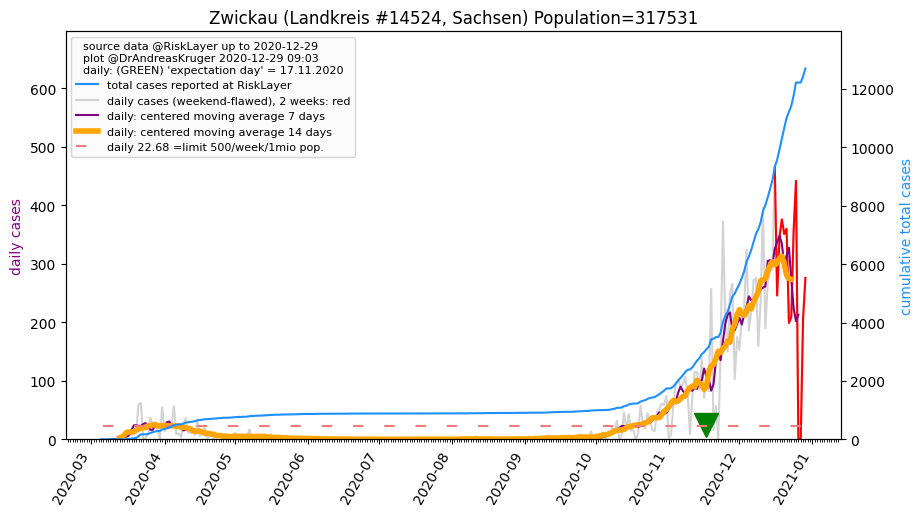 Zwickau (Landkreis #14524, Sachsen) Population=317531
source data @RiskLayer up to 2020-12-29
plot @DrAndreasKruger 2020-12-29 09:03
daily: (GREEN) 'expectation day' = 17.11.2020
total cases reported at RiskLayer
daily cases (weekend-flawed), 2 weeks: red
daily: centered moving average 7 days
daily: centered moving average 14 days
daily 22.68 =limit 500/week/1mio pop.
daily cases
600
500
400
300
200
100
0
12000
10000
8000
6000
4000
2000
0
cumulative total cases
2020-03
2020-04
2020-05
2020-06
2020-07
2020-08
2020-09
2020-10
2020-11
2020-12
2021-01